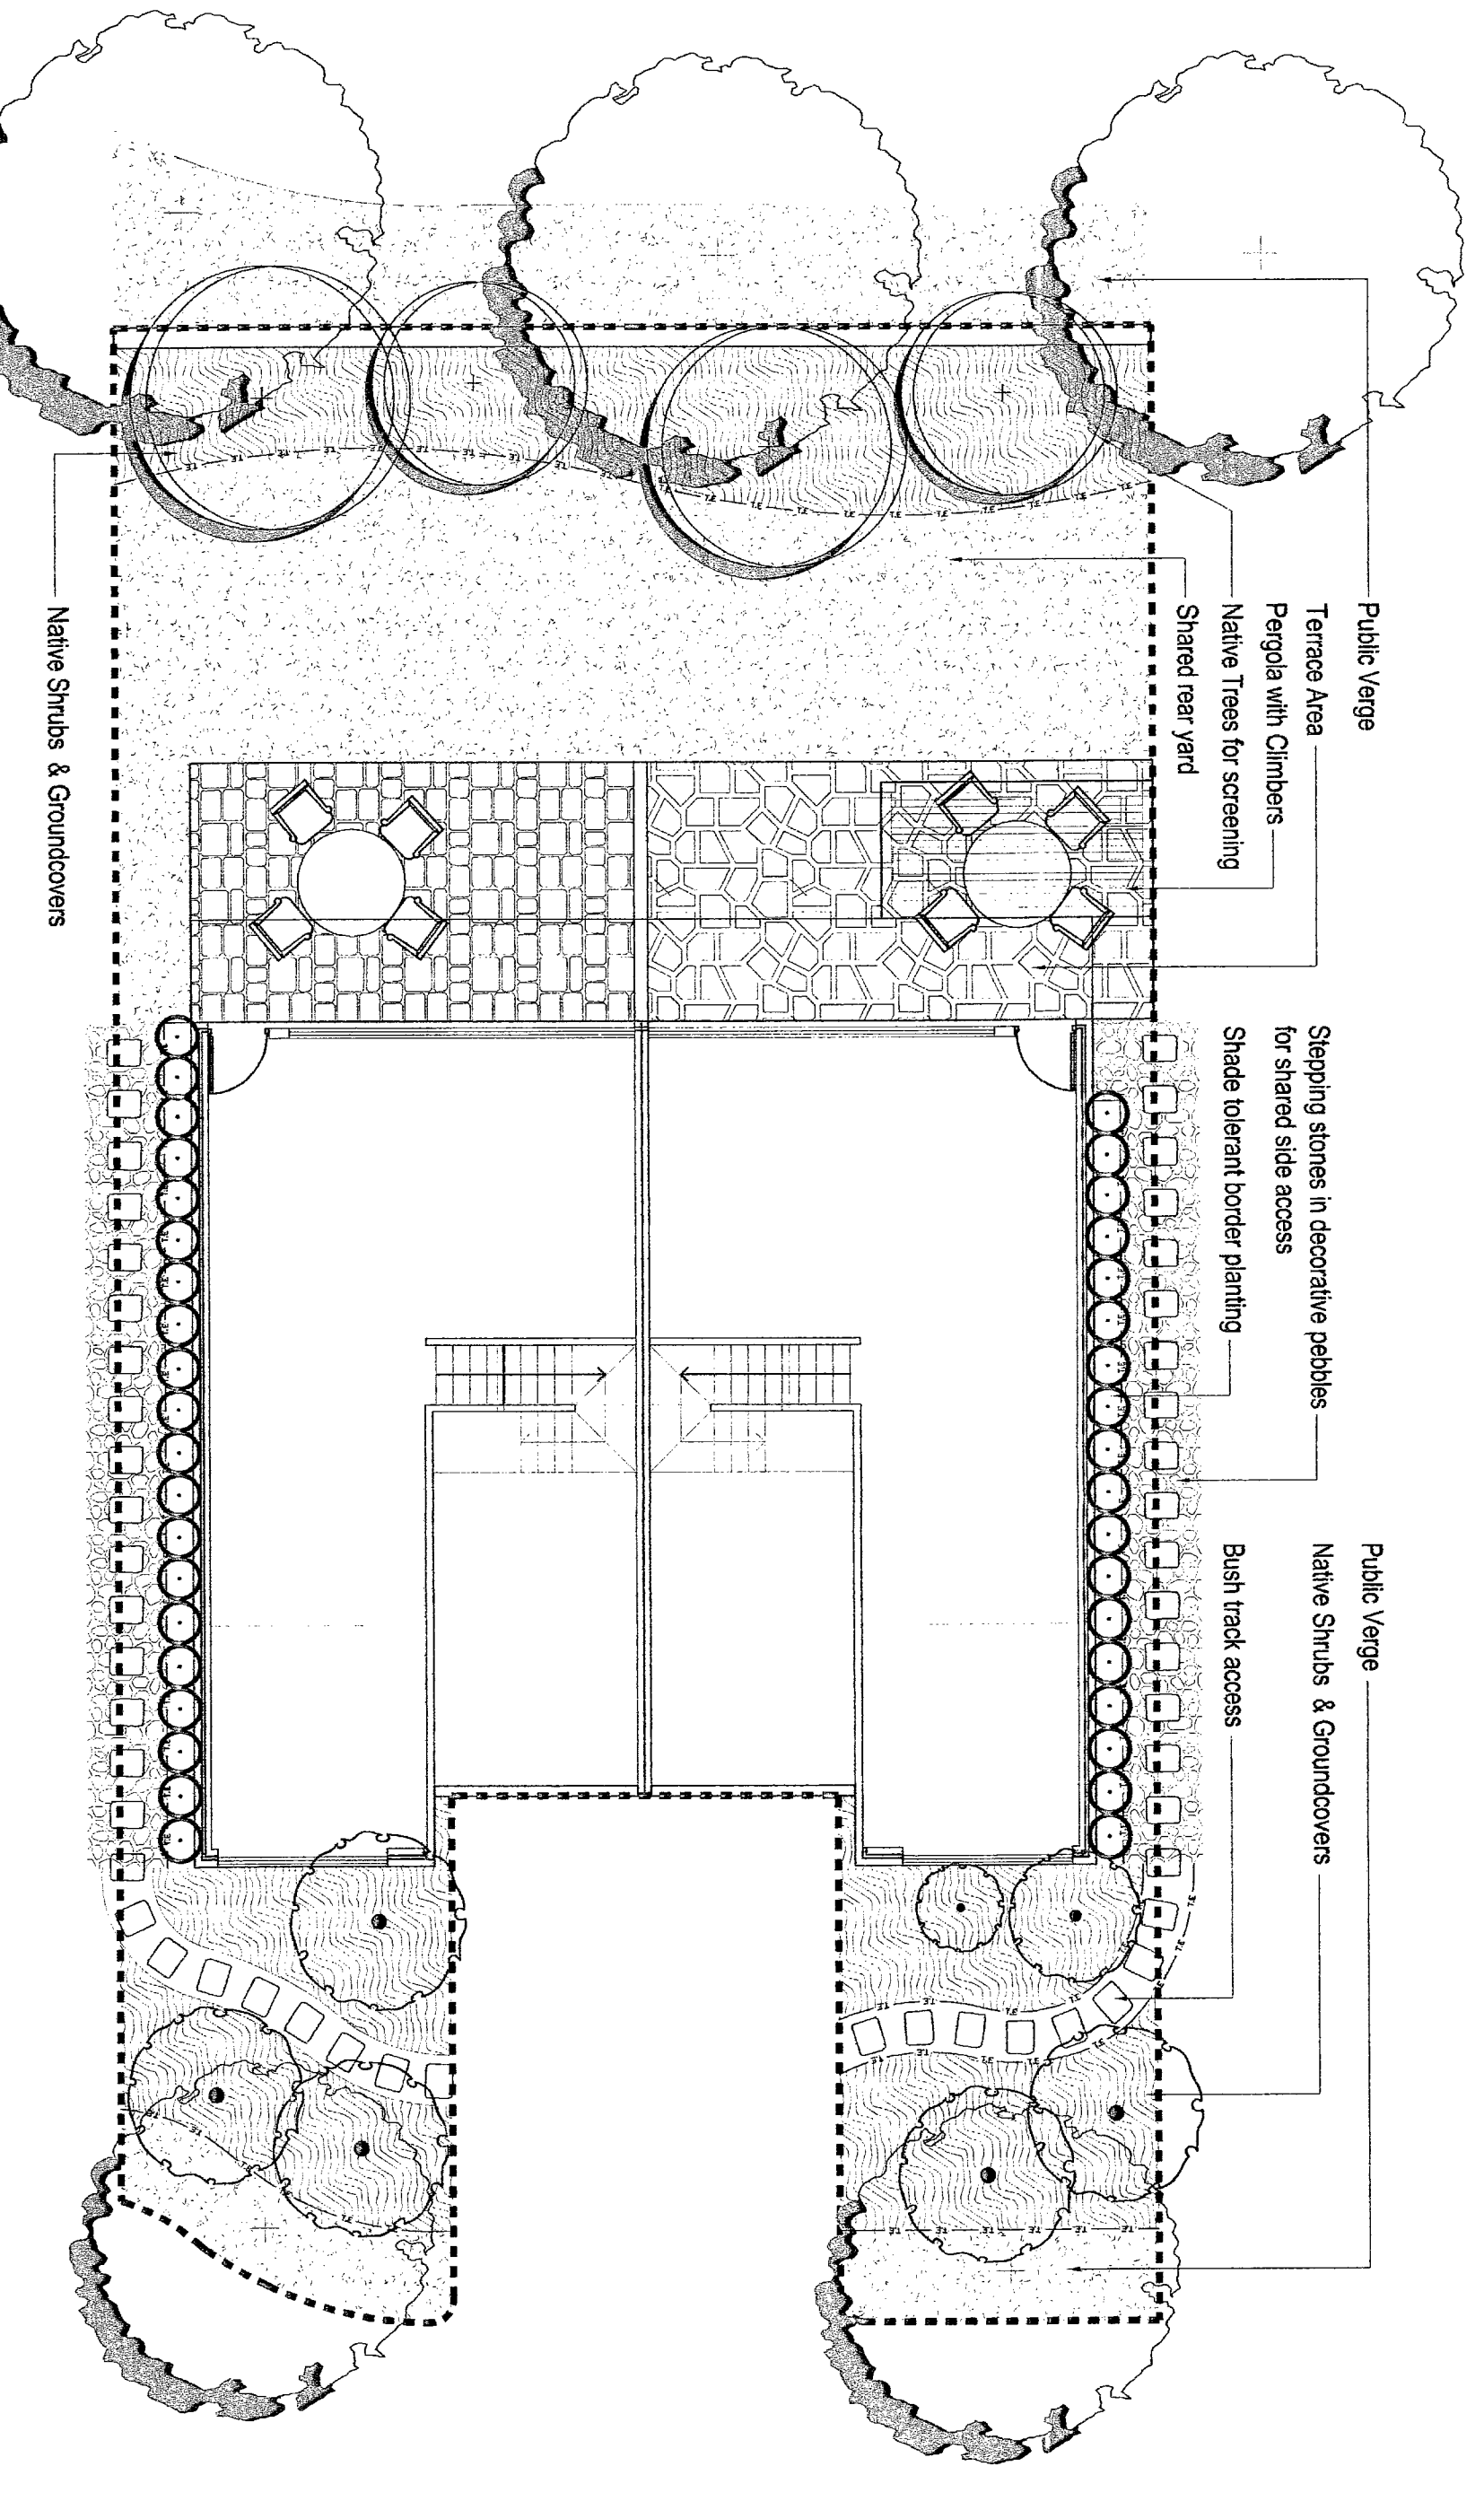 Public Verge
Terrace Area
Pergola with Climbers
Native Trees for screening
Shared rear yard
Native Shrubs & Groundcovers
Stepping stones in decorative pebbles
for shared side access
Shade tolerant border planting
Public Verge
Native Shrubs & Groundcovers
Bush track access